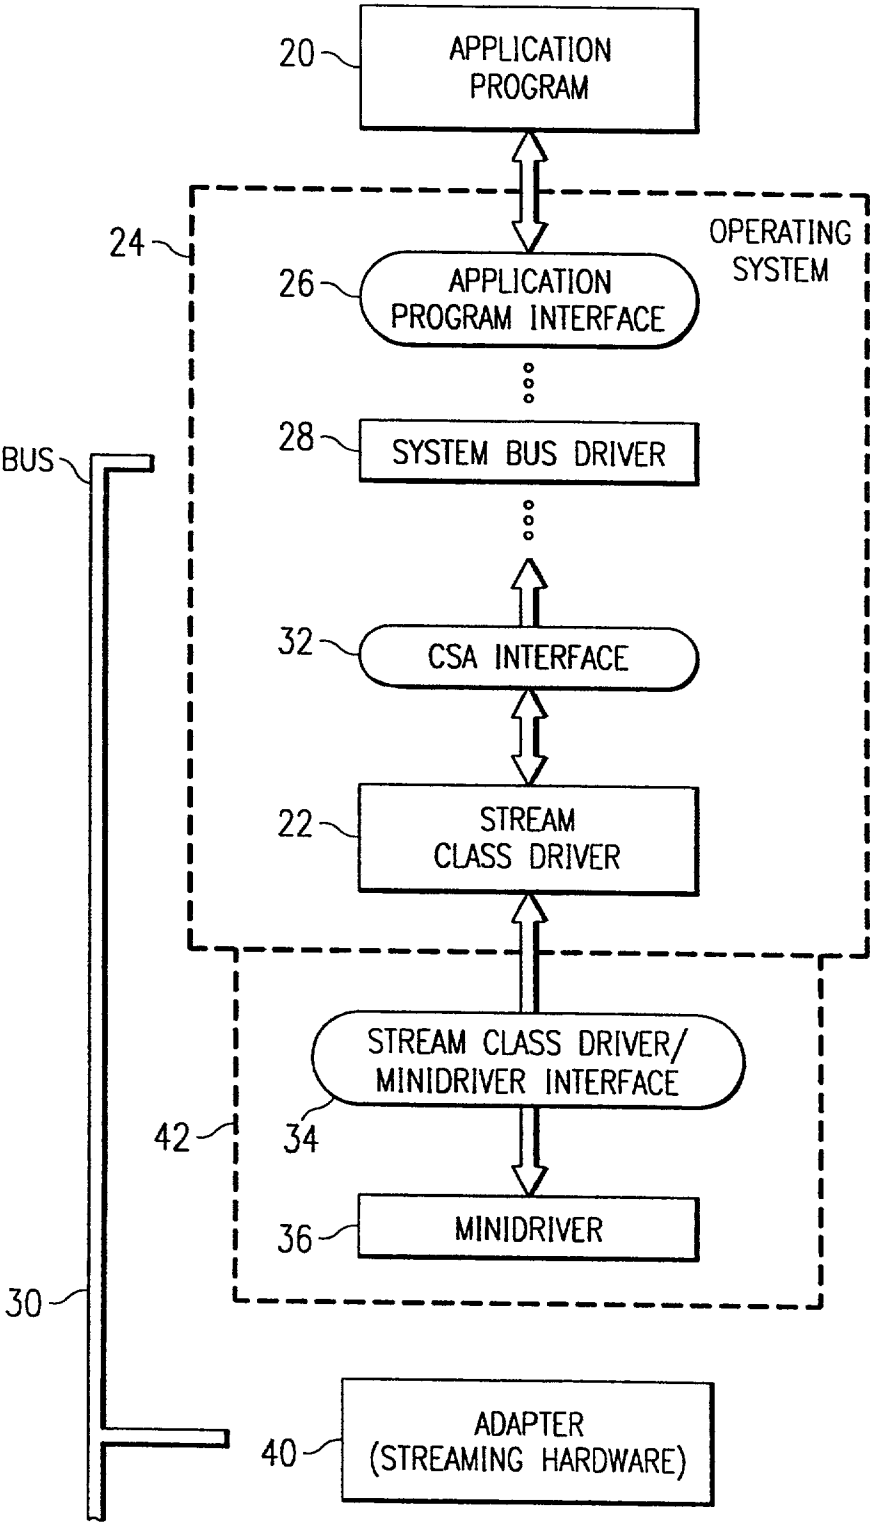 20
APPLICATION
PROGRAM
24
OPERATING
SYSTEM
26
APPLICATION
PROGRAM INTERFACE
BUS
28
SYSTEM BUS DRIVER
32
CSA INTERFACE
22
STREAM
CLASS DRIVER
STREAM CLASS DRIVER/
MINIDRIVER INTERFACE
34
42
36
MINIDRIVER
30
40
ADAPTER
(STREAMING HARDWARE)